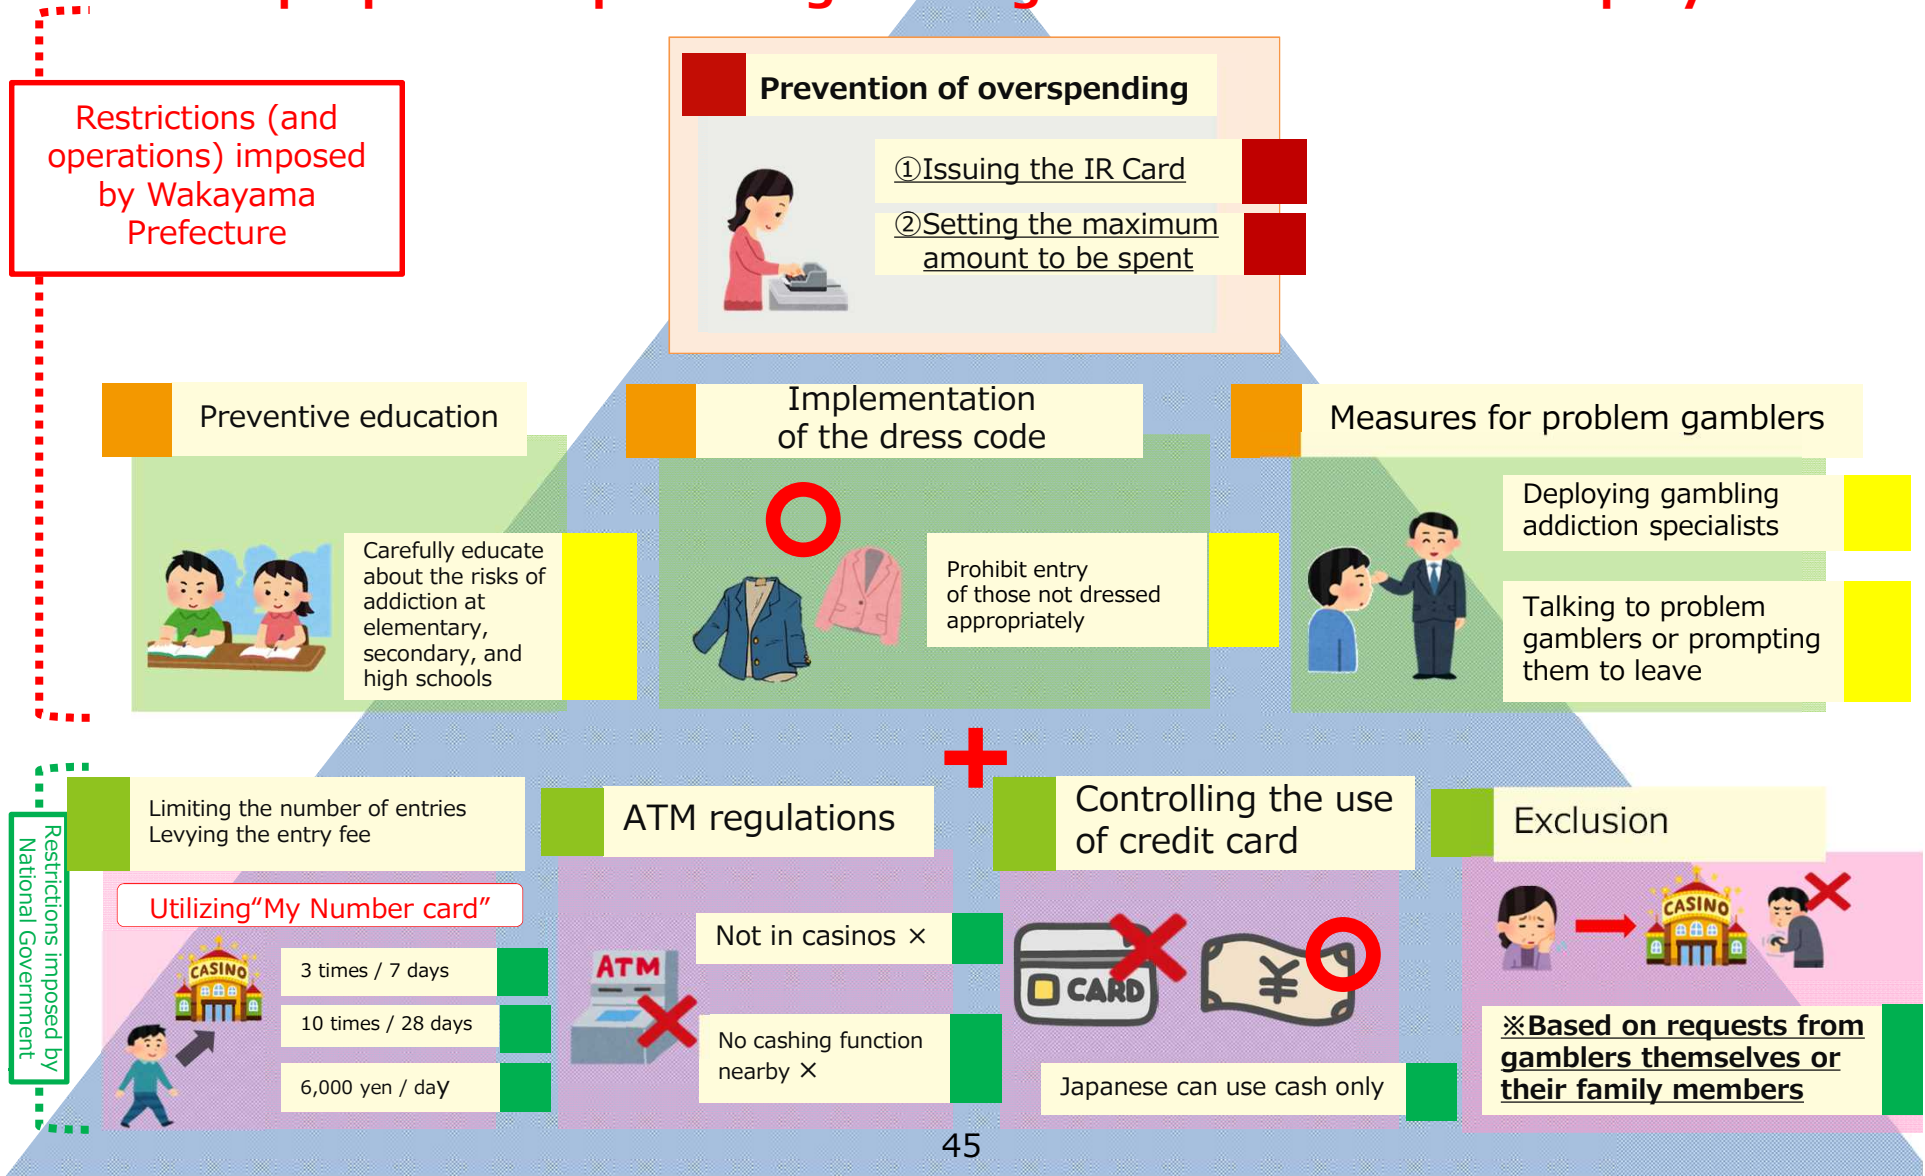 Restrictions (and
operations) imposed
by Wakayama
Prefecture
Prevention of overspending
①Issuing the IR Card
②Setting the maximum
amount to be spent
Preventive education
Carefully educate
about the risks of
addiction at
elementary,
secondary, and
high schools
Implementation
of the dress code
Prohibit entry
of those not dressed
appropriately
Measures for problem gamblers
Deploying gambling
addiction specialists
Talking to problem
gamblers or prompting
them to leave
+
Restrictions imposed by
National Government
Limiting the number of entries
Levying the entry fee
Utilizing“My Number card”
CASINO
3 times / 7 days
10 times / 28 days
6,000 yen / day
ATM regulations
ATM
Not in casinos ×
No cashing function
nearby ×
Controlling the use
of credit card
CARD
¥
Japanese can use cash only
Exclusion
CASINO
※Based on requests from
gamblers themselves or
their family members
45